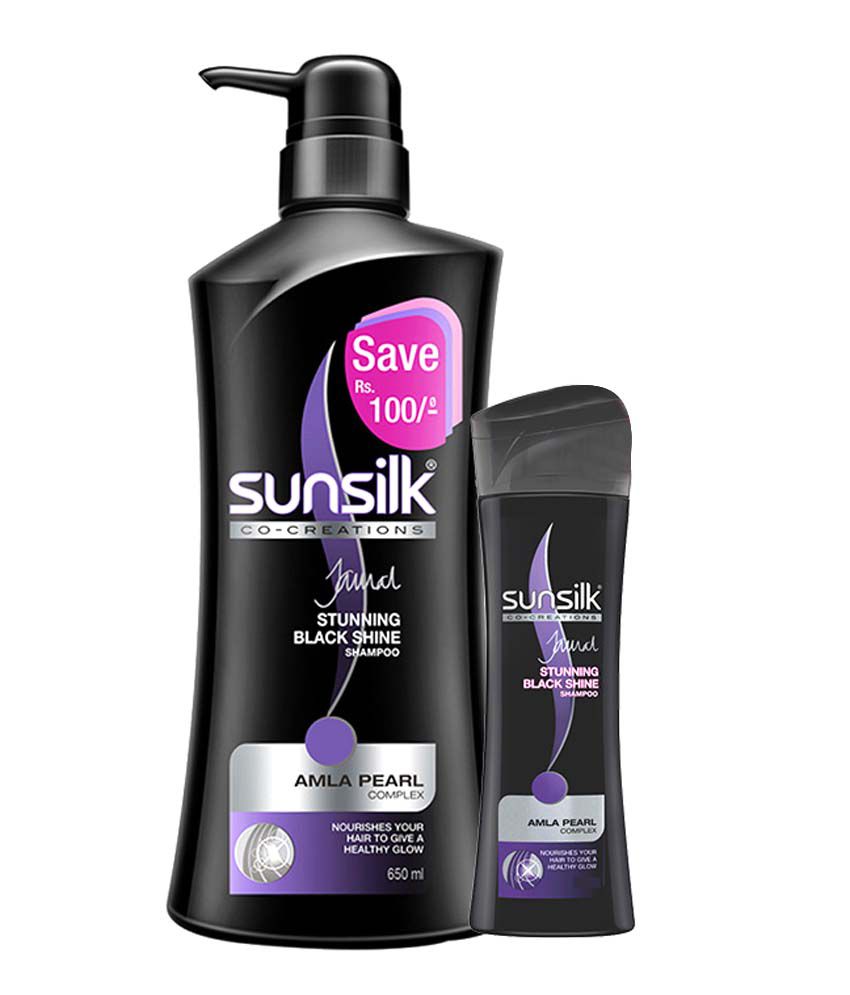 Save
Rs.
100/ø
sunsilk®
CO-CREATIONS
Jamal
STUNNING
BLACK SHINE
SHAMPOO
AMLA PEARL
COMPLEX
NOURISHES YOUR
HAIR TO GIVE A
HEALTHY GLOW
650 ml
sunsilk®
CO-CREATIONS
Jamal
STUNNING
BLACK SHINE
SHAMPOO
AMLA PEARL
COMPLEX
NOURISHES YOUR
HAIR TO GIVE A
HEALTHY GLOW